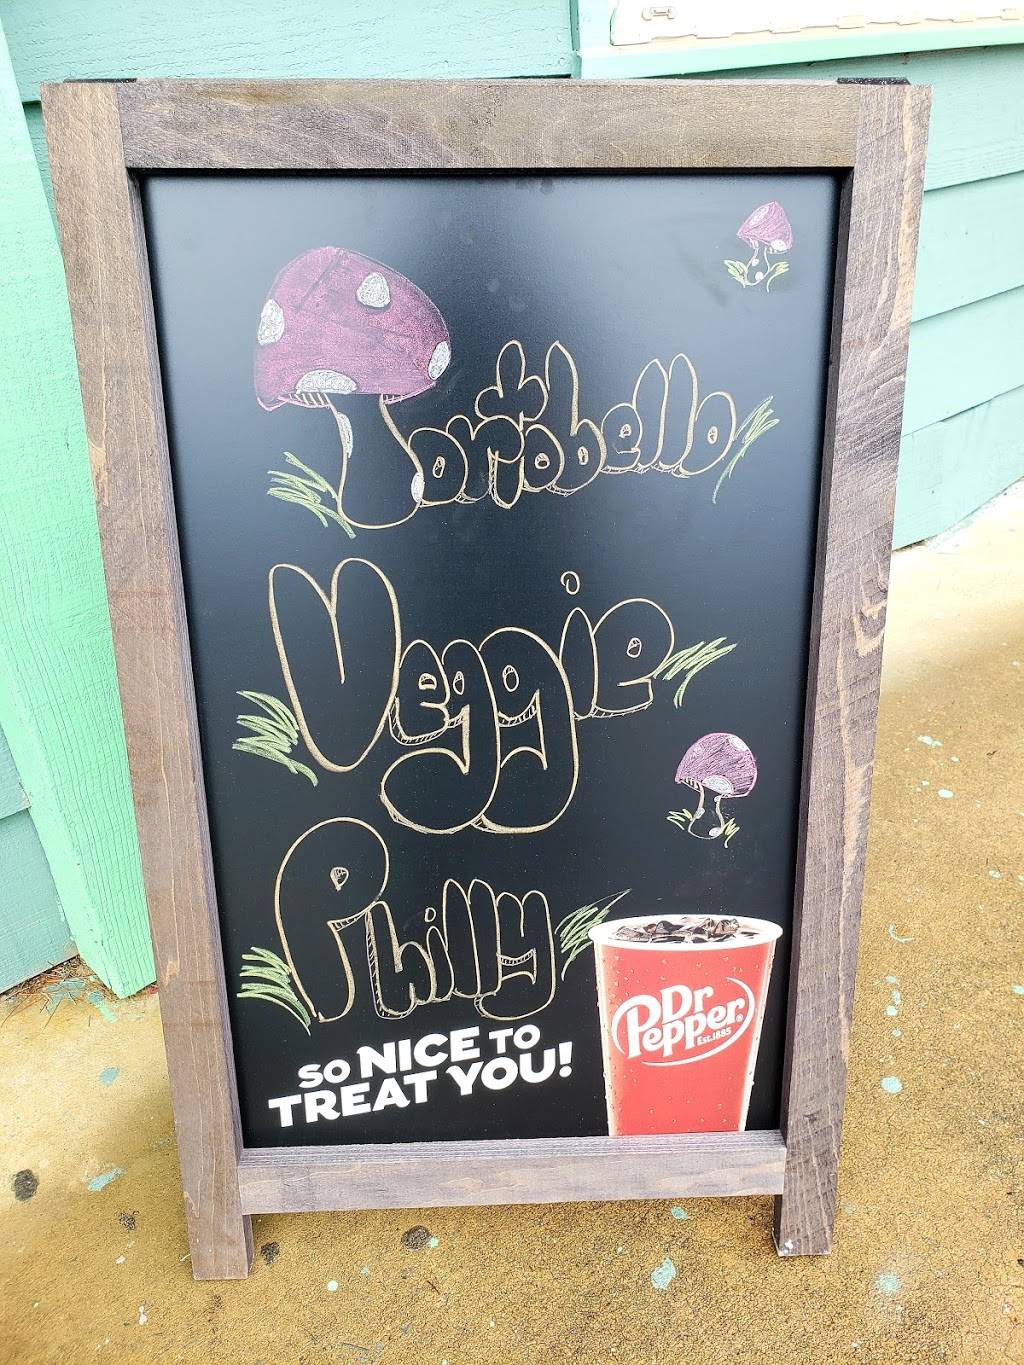 Portobello
Veggie
Philly
SO NICE TO
TREAT YOU!
Dr
Pepper®
Est. 1885